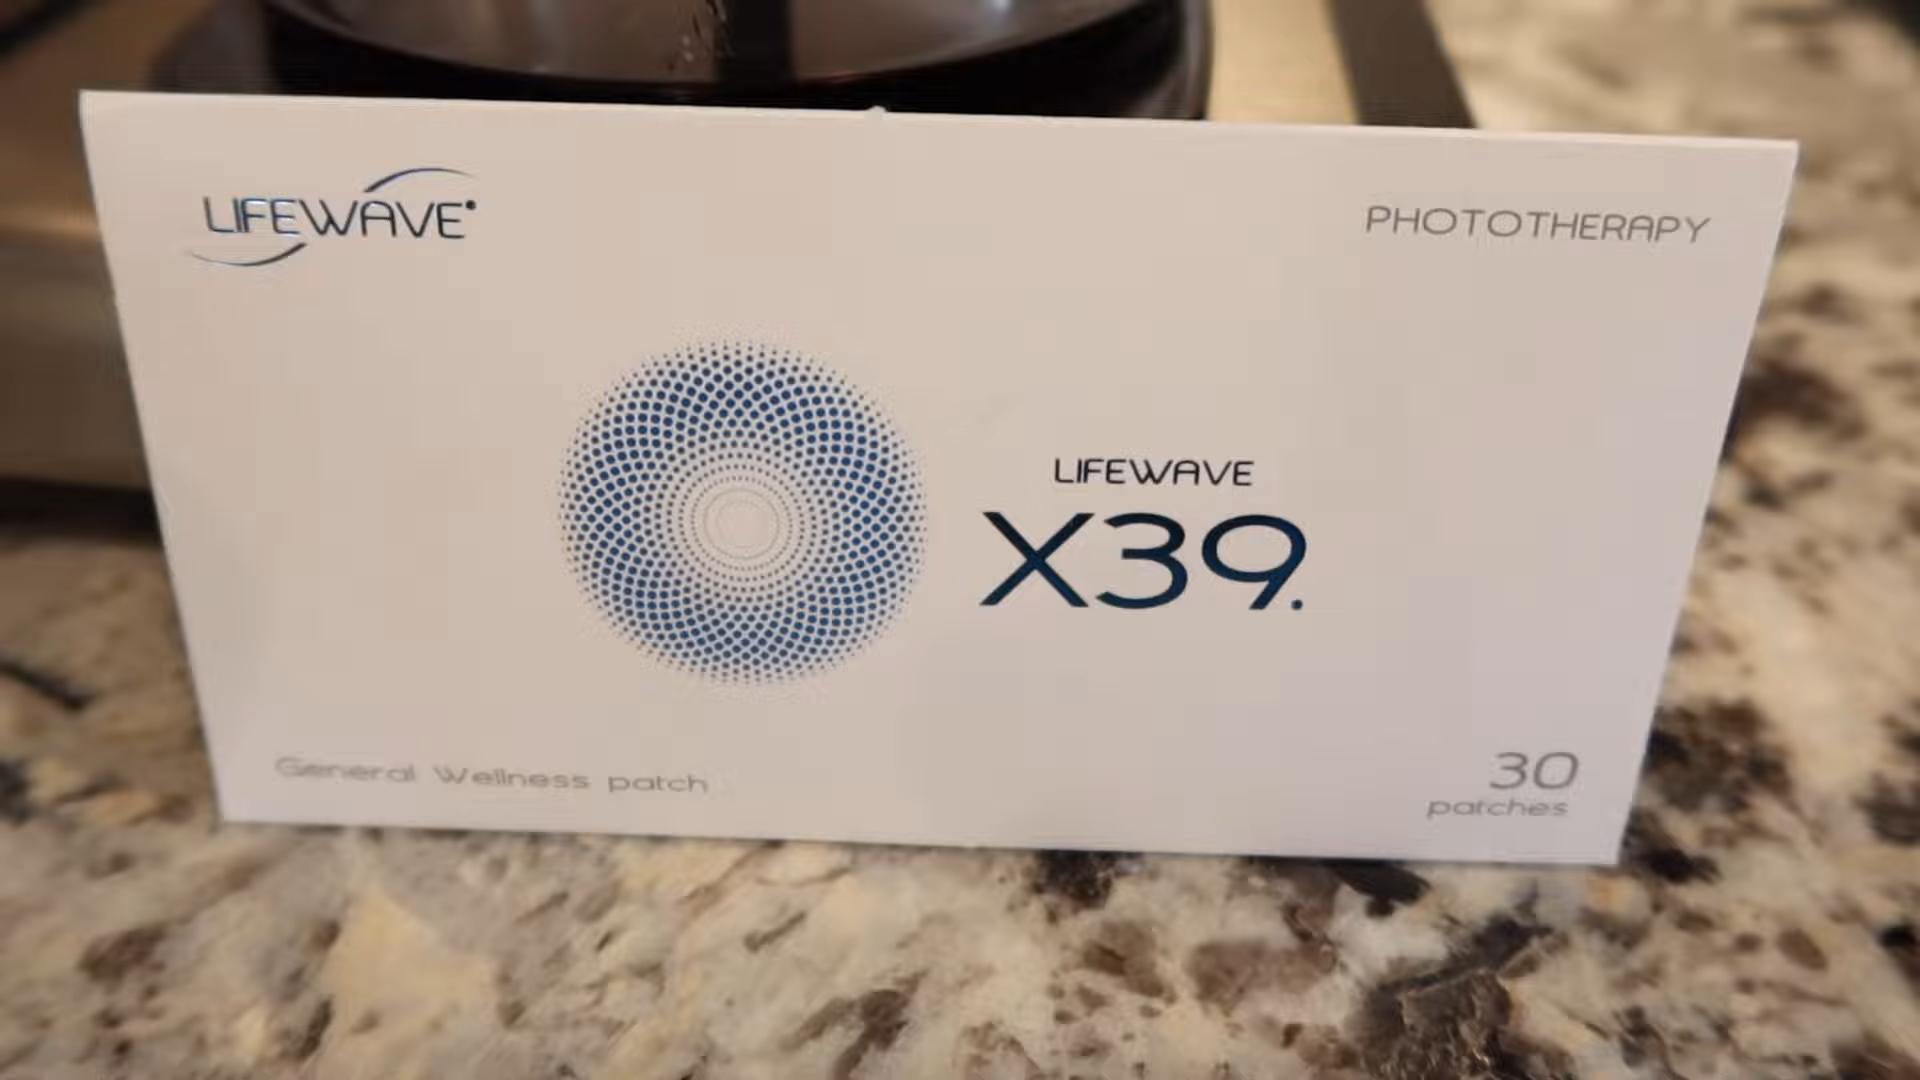 LIFEWAVE®
PHOTOTHERAPY
LIFEWAVE
X39.
General Wellness patch
30
patches